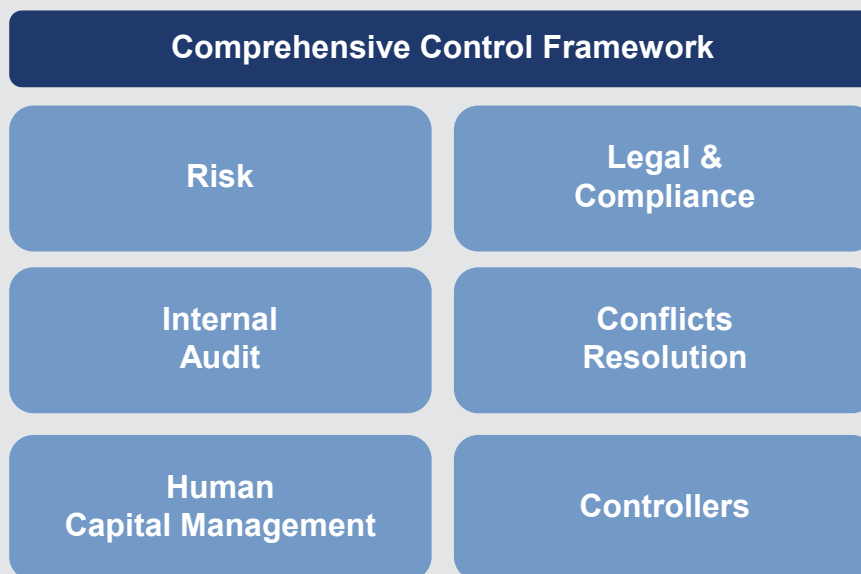 Comprehensive Control Framework
Risk
Legal &
Compliance
Internal
Audit
Conflicts
Resolution
Human
Capital Management
Controllers